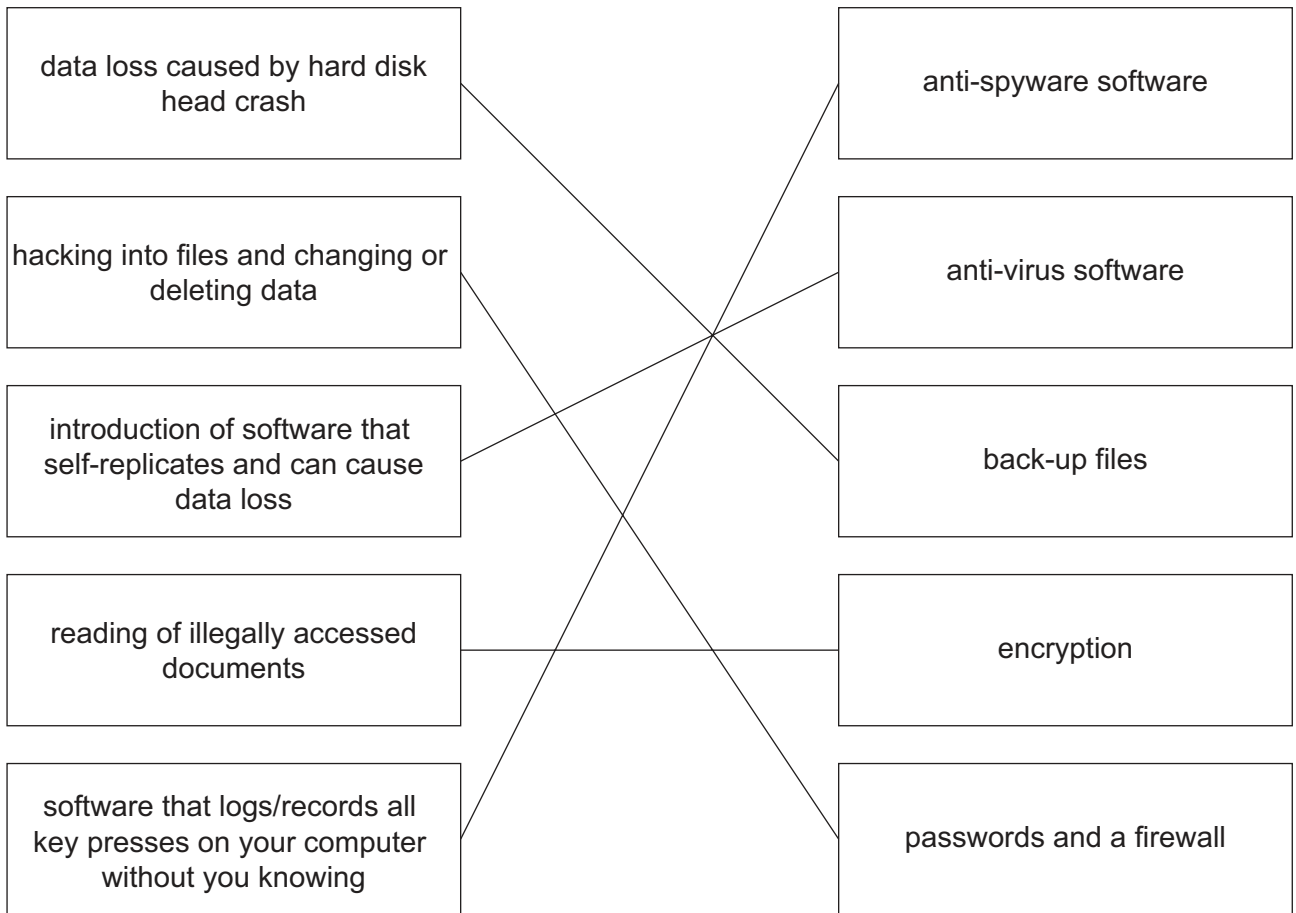 data loss caused by hard disk
head crash
anti-spyware software
hacking into files and changing or
deleting data
anti-virus software
introduction of software that
self-replicates and can cause
data loss
back-up files
reading of illegally accessed
documents
encryption
software that logs/records all
key presses on your computer
without you knowing
passwords and a firewall